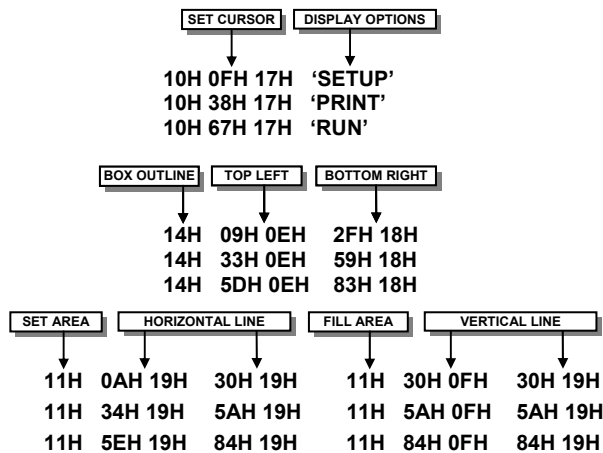 SET CURSOR DISPLAY OPTIONS
10H 0FH 17H ‘SETUP’
10H 38H 17H ‘PRINT’
10H 67H 17H ‘RUN’
BOX OUTLINE TOP LEFT BOTTOM RIGHT
14H 09H 0EH 2FH 18H
14H 33H 0EH 59H 18H
14H 5DH 0EH 83H 18H
SET AREA HORIZONTAL LINE FILL AREA VERTICAL LINE
11H 0AH 19H 30H 19H 11H 30H 0FH 30H 19H
11H 34H 19H 5AH 19H 11H 5AH 0FH 5AH 19H
11H 5EH 19H 84H 19H 11H 84H 0FH 84H 19H